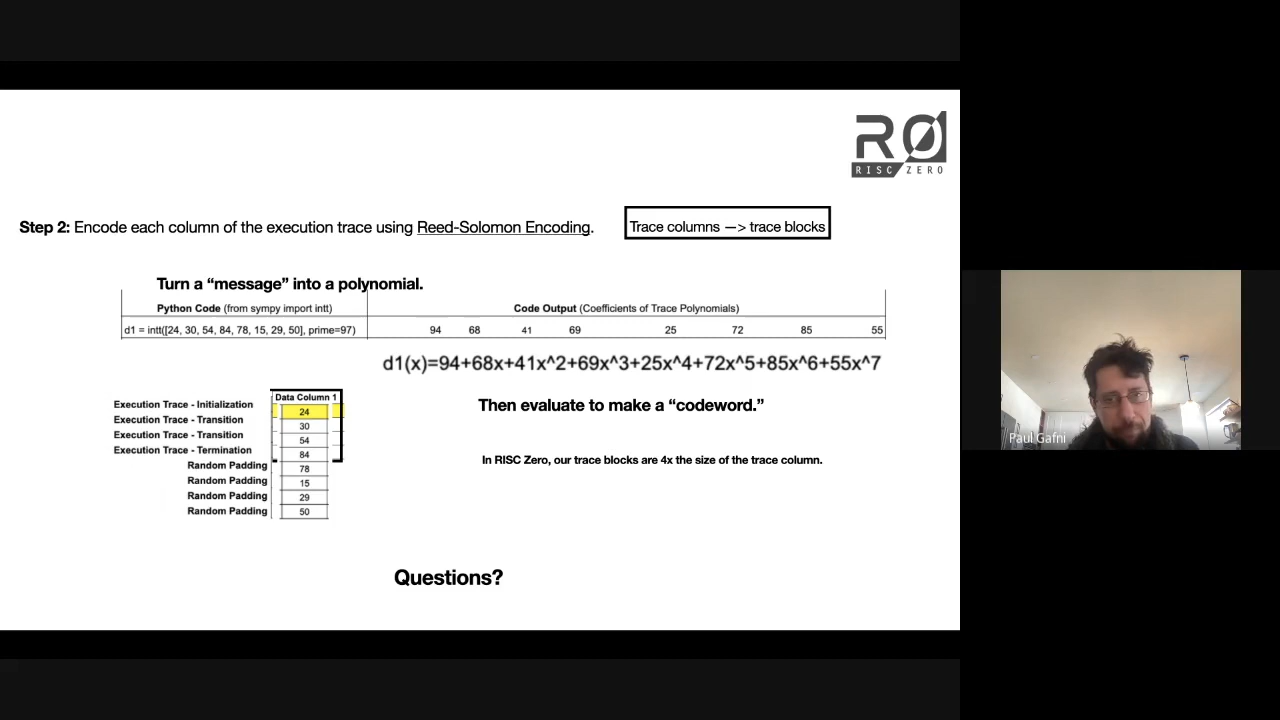 RØ
RISC ZERO
Step 2: Encode each column of the execution trace using Reed-Solomon Encoding.
Trace columns —> trace blocks
Turn a “message” into a polynomial.
Python Code (from sympy import intt) Code Output (Coefficients of Trace Polynomials)
d1 = intt([24, 30, 54, 84, 78, 15, 29, 50], prime=97) 94 68 41 69 25 72 85 55
d1(x)=94+68x+41x^2+69x^3+25x^4+72x^5+85x^6+55x^7
Data Column 1
Execution Trace - Initialization 24
Execution Trace - Transition 30
Execution Trace - Transition 54
Execution Trace - Termination 84
Random Padding 78
Random Padding 15
Random Padding 29
Random Padding 50
Then evaluate to make a “codeword.”
In RISC Zero, our trace blocks are 4x the size of the trace column.
Questions?
Paul Gafni